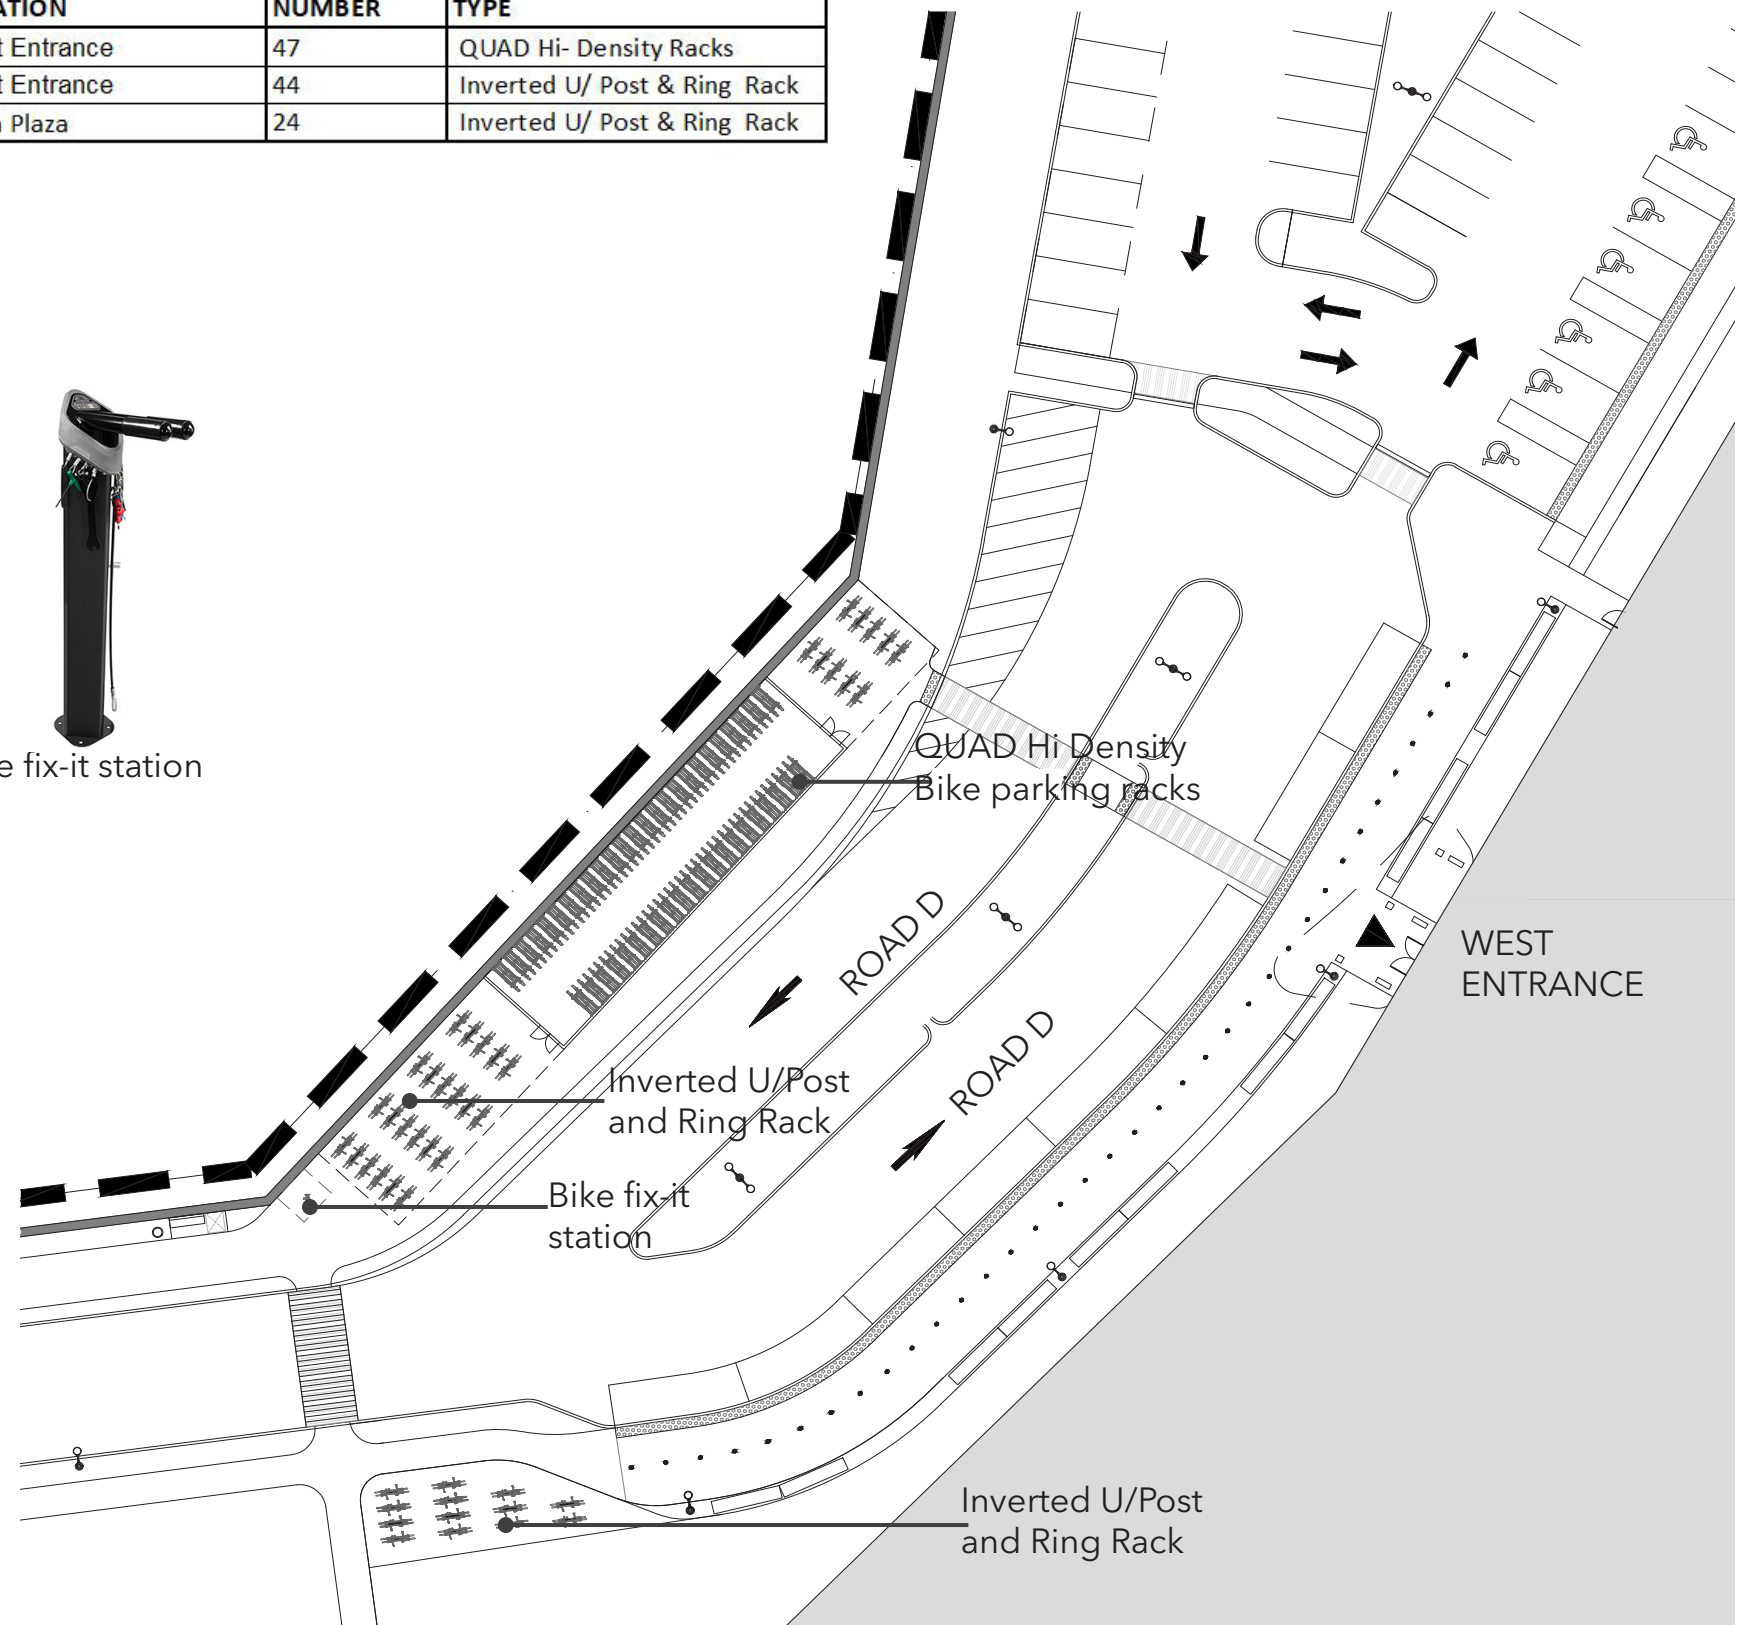 ATION NUMBER TYPE
t Entrance 47 QUAD Hi- Density Racks
t Entrance 44 Inverted U/ Post & Ring Rack
Plaza 24 Inverted U/ Post & Ring Rack
e fix-it station
QUAD Hi Density
Bike parking racks
ROAD D
WEST
ENTRANCE
ROAD D
Inverted U/Post
and Ring Rack
Bike fix-it
station
Inverted U/Post
and Ring Rack